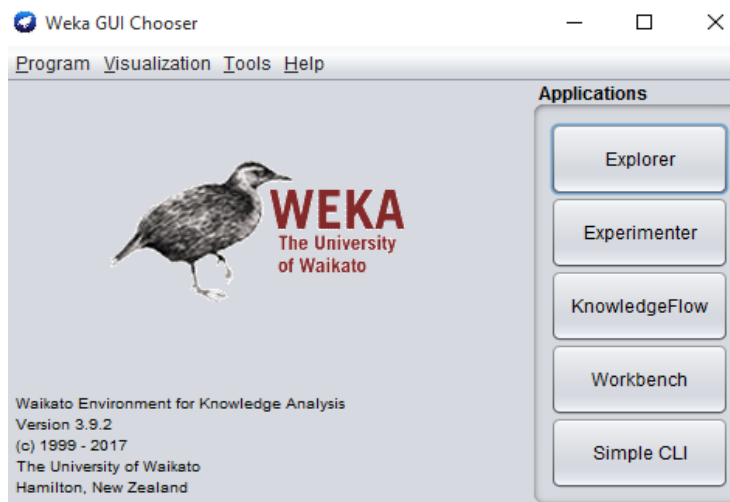 Weka GUI Chooser
Program Visualization Tools Help
Applications
Explorer
Experimenter
KnowledgeFlow
Workbench
Simple CLI
WEKA
The University
of Waikato
Waikato Environment for Knowledge Analysis
Version 3.9.2
(c) 1999 - 2017
The University of Waikato
Hamilton, New Zealand